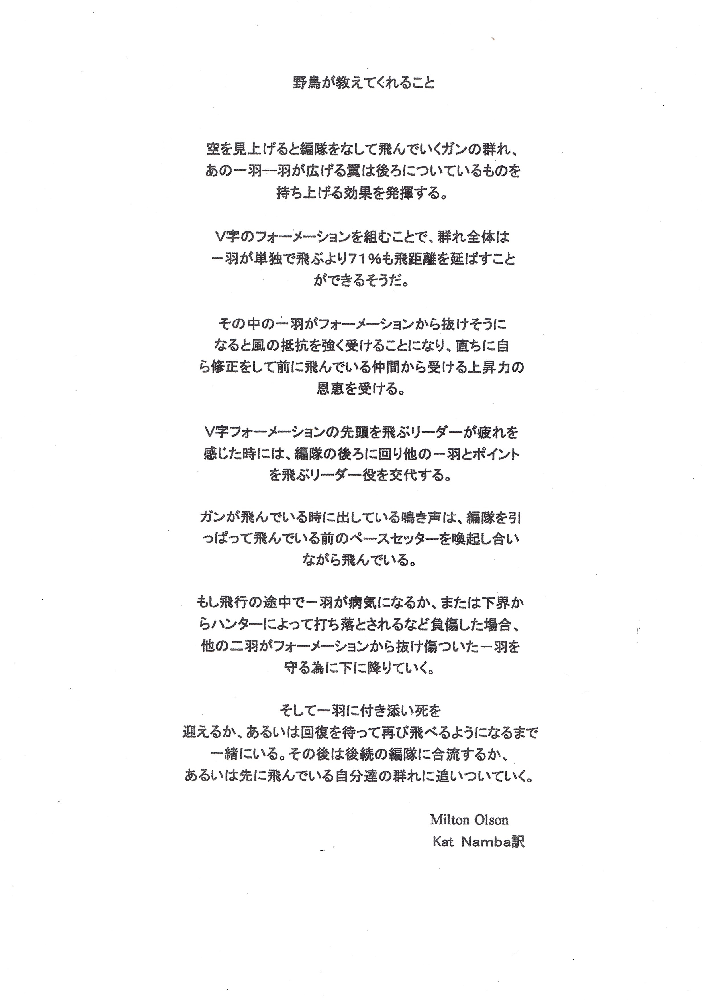 野鳥が教えてくれること
空を見上げると編隊をなして飛んでいくガンの群れ、
あの一羽一羽が広げる翼は後ろについているものを
持ち上げる効果を発揮する。
V字のフォーメーションを組むことで、群れ全体は
一羽が単独で飛ぶより71%も飛距離を延ばすこと
ができるそうだ。
その中の一羽がフォーメーションから抜けそうに
なると風の抵抗を強く受けることになり、直ちに自
ら修正をして前に飛んでいる仲間から受ける上昇力の
恩恵を受ける。
V字フォーメーションの先頭を飛ぶリーダーが疲れを
感じた時には、編隊の後ろに回り他の一羽とポイント
を飛ぶリーダー役を交代する。
ガンが飛んでいる時に出している鳴き声は、編隊を引
っぱって飛んでいる前のペースセッターを喚起し合い
ながら飛んでいる。
もし飛行の途中で一羽が病気になるか、または下界か
らハンターによって打ち落とされるなど負傷した場合、
他の二羽がフォーメーションから抜け傷ついた一羽を
守る為に下に降りていく。
そして一羽に付き添い死を
迎えるか、あるいは回復を待って再び飛べるようになるまで
一緒にいる。その後は後続の編隊に合流するか、
あるいは先に飛んでいる自分達の群れに追いついていく。
Milton Olson
Kat Namba訳